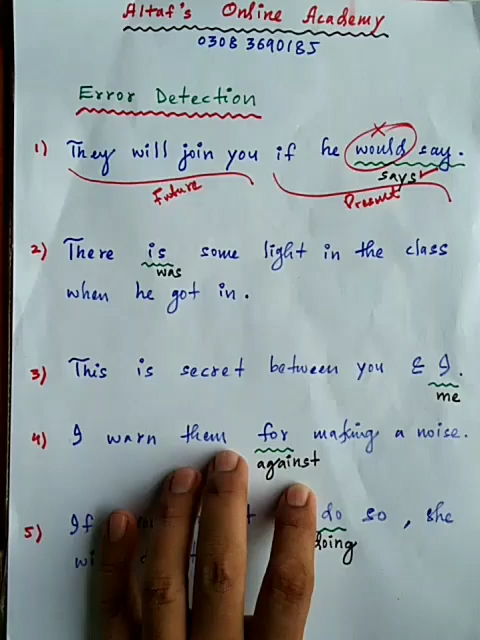 Altaf's Online Academy
0308 3690185
Error Detection
1) They will join you if he would say.
says
Future
Present
2) There is some light in the class
was
when he got in.
3) This is secret between you & I.
me
4) I warn them for making a noise.
against
5) If do so, she